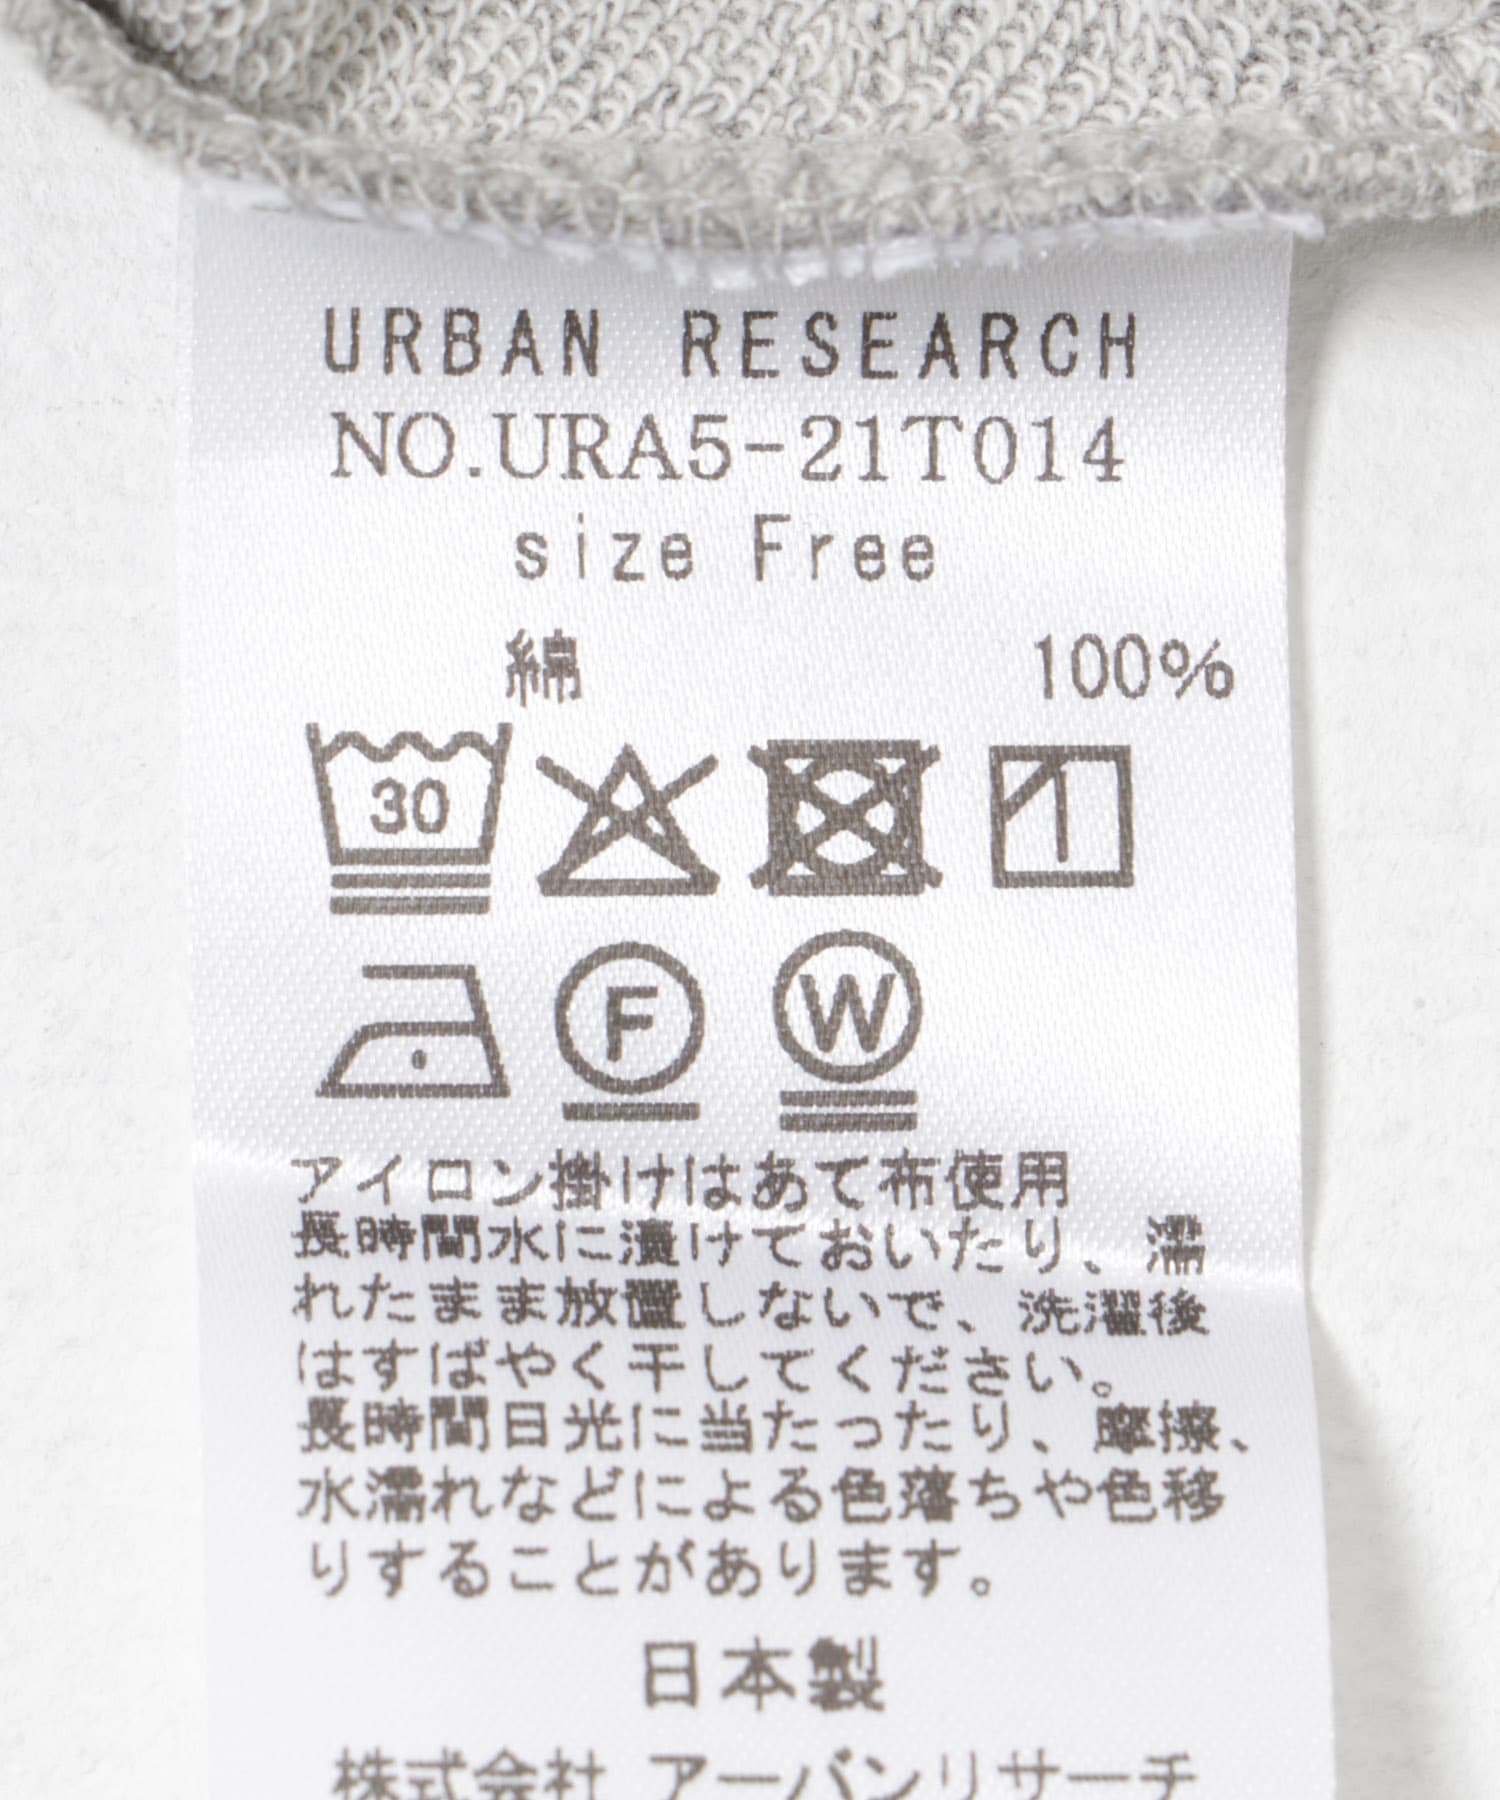 URBAN RESEARCH
NO.URA5-21T014
size Free
綿 100%
30
F W
アイロン掛けはあて布使用
長時間水に漬けておいたり、濡
れたまま放置しないで、洗濯後
はすばやく干してください。
長時間日光に当たったり、摩擦、
水濡れなどによる色落ちや色移
りすることがあります。
日本製
株式会社 アーバンリサーチ